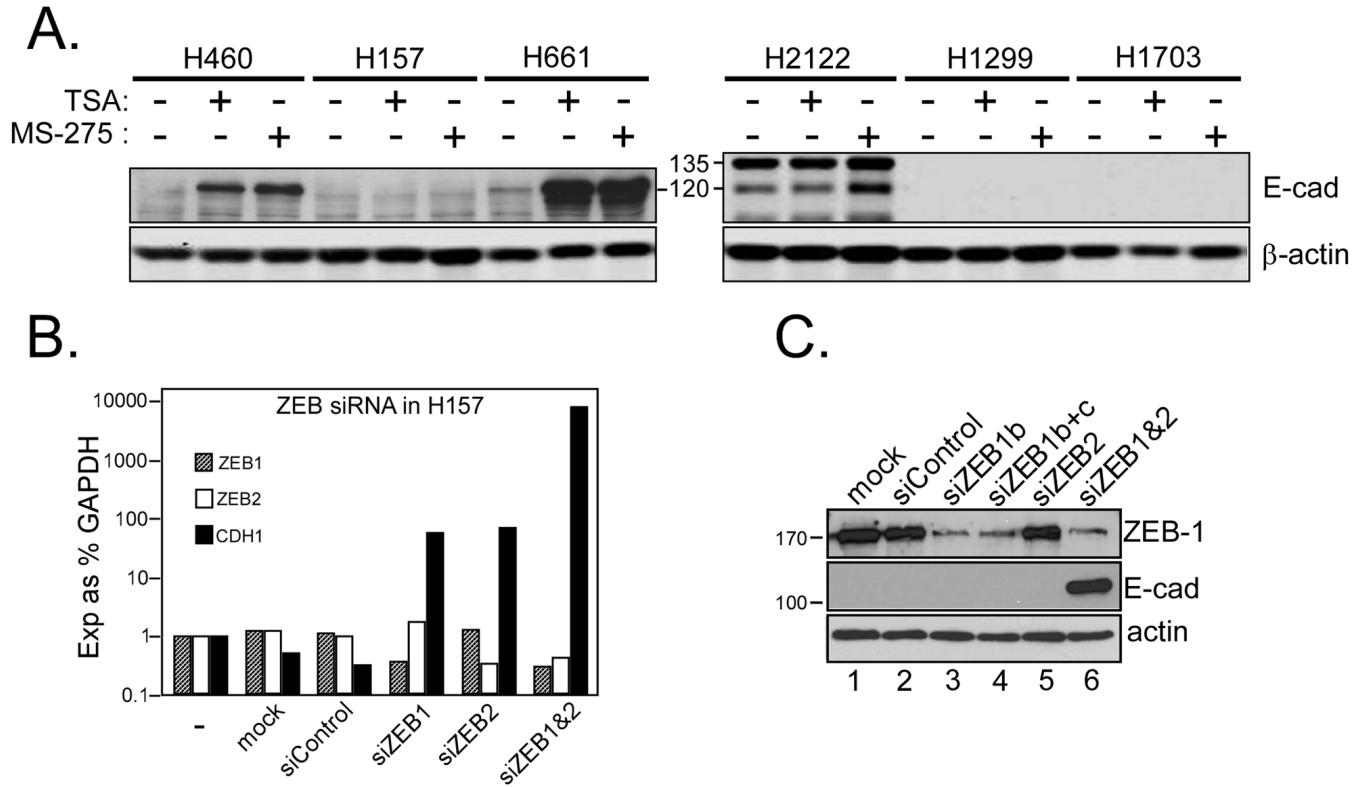 A.
H460 H157 H661 H2122 H1299 H1703
TSA: - + - - + - - + - - + - - + - - + -
MS-275 : - - + - - + - - + - - + - - + - - +
135
120
E-cad
β-actin
B.
ZEB siRNA in H157
Exp as % GAPDH
10000
1000
100
10
1
0.1
ZEB1
ZEB2
CDH1
- mock siControl siZEB1 siZEB2 siZEB1&2
C.
mock siControl siZEB1b siZEB1b+c siZEB2 siZEB1&2
170 ZEB-1
E-cad
100
actin
1 2 3 4 5 6